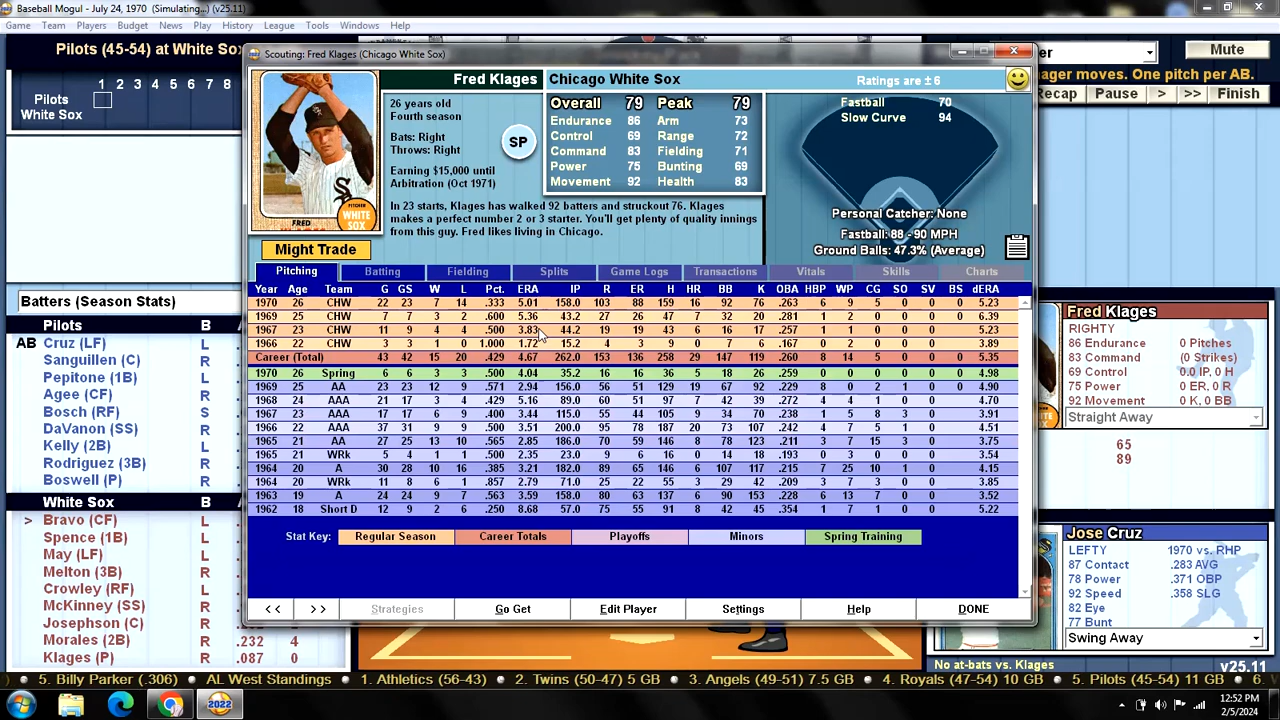 Baseball Mogul - July 24, 1970 (Simulating...) (v25.11)
Game Team Players Budget News Play History League Tools Windows Help
Pilots (45-54) at White Sox
1 2 3 4 5 6 7 8
Pilots
White Sox
Mute
manager moves. One pitch per AB.
Recap Pause > >> Finish
Scouting: Fred Klages (Chicago White Sox)
Fred Klages
FRED
PITCHER
WHITE SOX
26 years old
Fourth season
Bats: Right
Throws: Right
Earning $15,000 until
Arbitration (Oct 1971)
SP
Chicago White Sox
Ratings are ± 6
Overall 79 Peak 79
Endurance 86 Arm 73
Control 69 Range 72
Command 83 Fielding 71
Power 75 Bunting 69
Movement 92 Health 83
Fastball 70
Slow Curve 94
Personal Catcher: None
Fastball: 88 - 90 MPH
Ground Balls: 47.3% (Average)
In 23 starts, Klages has walked 92 batters and struckout 76. Klages
makes a perfect number 2 or 3 starter. You'll get plenty of quality innings
from this guy. Fred likes living in Chicago.
Might Trade
Pitching Batting Fielding Splits Game Logs Transactions Vitals Skills Charts
Year Age Team G GS W L Pct. ERA IP R ER H HR BB K OBA HBP WP CG SO SV BS dERA
1970 26 CHW 22 23 7 14 .333 5.01 158.0 103 88 159 16 92 76 .263 6 9 5 0 0 0 5.23
1969 25 CHW 7 7 3 2 .600 5.36 43.2 27 26 47 7 32 20 .207 1 3 0 0 0 0 6.39
1967 23 CHW 11 9 4 4 .500 3.83 44.2 19 19 43 6 16 17 .257 1 1 0 0 0 0 5.23
1966 22 CHW 3 3 1 0 1.000 1.72 15.2 4 3 9 0 7 6 .167 0 2 0 0 0 0
Career (Total) 43 42 15 20 .429 4.67 262.0 153 136 258 29 147 119 .260 8 14 5 0 0 0 5.35
1970 26 Spring 6 6 3 3 .500 4.04 35.2 16 16 36 5 18 26 .259 0 0 0 0 0 0 4.98
1969 25 AA 23 23 12 9 .571 2.94 156.0 61 51 129 19 67 92 .229 8 0 2 1 0 0 4.90
1968 24 AAA 21 17 3 4 .429 5.16 89.0 60 51 97 7 42 39 .272 4 4 1 0 0 4.70
1967 23 AAA 17 17 6 9 .400 3.44 115.0 55 44 105 9 34 70 .238 1 5 8 3 0 3.91
1966 22 AAA 37 31 9 9 .500 3.51 200.0 95 78 187 20 73 107 .242 4 7 5 1 0 4.51
1965 21 AA 27 25 13 10 .565 2.85 186.0 70 59 146 8 78 123 .211 3 7 15 3 0 3.75
1965 21 WRk 5 4 1 1 .500 2.35 23.0 9 6 16 0 14 18 .193 0 3 0 0 0 3.54
1964 20 A 30 28 10 16 .385 3.21 182.0 89 65 146 6 107 117 .215 7 25 10 1 0 4.15
1964 20 WRk 11 8 6 1 .857 2.79 71.0 25 22 55 3 29 42 .209 3 7 3 0 0 3.85
1963 19 A 24 24 9 7 .563 3.59 158.0 80 63 137 6 90 153 .228 6 13 7 0 0 3.52
1962 18 Short D 12 9 2 6 .250 8.68 57.0 75 55 91 8 42 45 .354 1 7 1 0 0 5.22
Stat Key: Regular Season Career Totals Playoffs Minors Spring Training
<< >> Strategies Go Get Edit Player Settings Help DONE
Batters (Season Stats)
Pilots B
AB Cruz (LF) L
Sanguillen (C) R
Pepitone (1B) L
Agee (CF) R
Bosch (RF) S
DaVanon (SS) R
Kelly (2B) R
Rodriguez (3B) R
Boswell (P) R
White Sox B
> Bravo (CF) L
Spence (1B) L
May (LF) L
Melton (3B) R
Crowley (RF) L
McKinney (SS) R
Josephson (C) R
Morales (2B) R .232 4
Klages (P) R .087 0
Fred Klages
RIGHTY
86 Endurance 0 Pitches
83 Command (0 Strikes)
69 Control 0.0 IP, 0 H
75 Power 0 ER, 0 R
92 Movement 0 K, 0 BB
Straight Away
65
89
Jose Cruz
LEFTY 1970 vs. RHP
87 Contact .283 AVG
78 Power .371 OBP
92 Speed .358 SLG
82 Eye
77 Bunt
Swing Away
No at-bats vs. Klages
v25.11
5. Billy Parker (.306) AL West Standings 1. Athletics (56-43) 2. Twins (50-47) 5 GB 3. Angels (49-51) 7.5 GB 4. Royals (47-54) 10 GB 5. Pilots (45-54) 11 GB 6.
2022
12:52 PM
2/5/2024